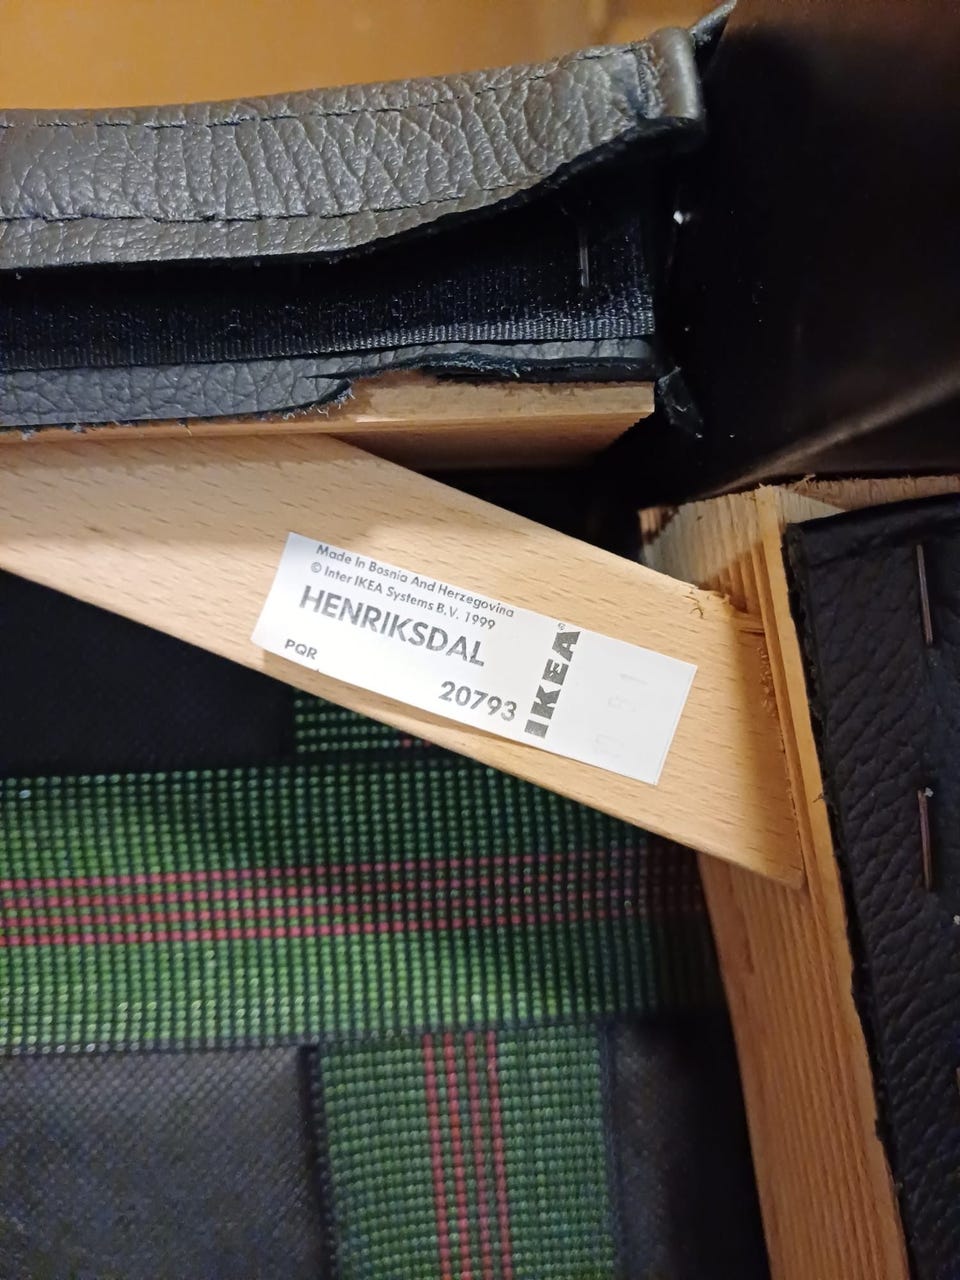 Made In Bosnia And Herzegovina
© Inter IKEA Systems B.V. 1999
HENRIKSDAL
PQR
20793
IKEA®